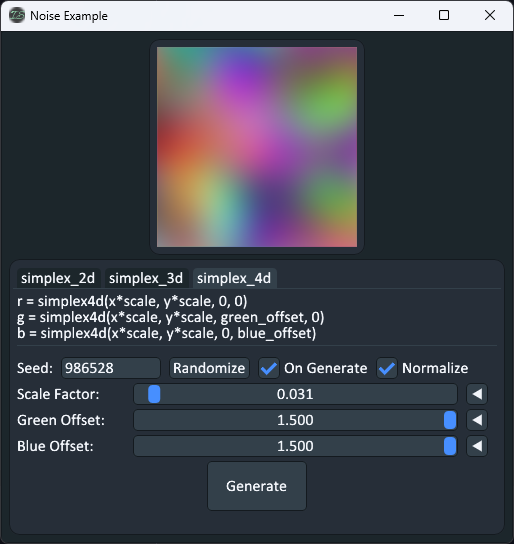 Noise Example
simplex_2d simplex_3d simplex_4d
r = simplex4d(x*scale, y*scale, 0, 0)
g = simplex4d(x*scale, y*scale, green_offset, 0)
b = simplex4d(x*scale, y*scale, 0, blue_offset)
Seed: 986528 Randomize On Generate Normalize
Scale Factor: 0.031
Green Offset: 1.500
Blue Offset: 1.500
Generate